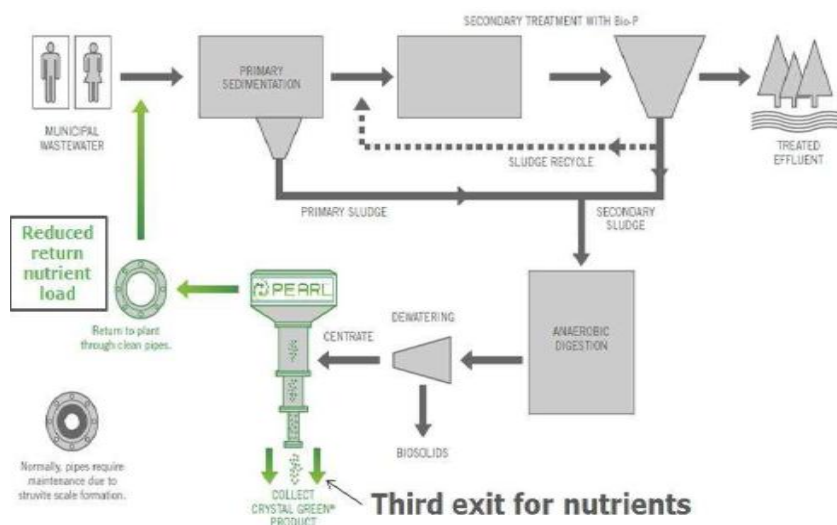 SECONDARY TREATMENT WITH BIO-P
PRIMARY
SEDIMENTATION
MUNICIPAL
WASTEWATER
TREATED
EFFLUENT
SLUDGE RECYCLE
PRIMARY SLUDGE
SECONDARY
SLUDGE
Reduced
return
nutrient
load
PEARL
Return to plant
through clean pipes.
CENTRATE
DEWATERING
ANAEROBIC
DIGESTION
BIOSOLIDS
Normally, pipes require
maintenance due to
struvite scale formation.
COLLECT
CRYSTAL GREEN®
PRODUCT
Third exit for nutrients